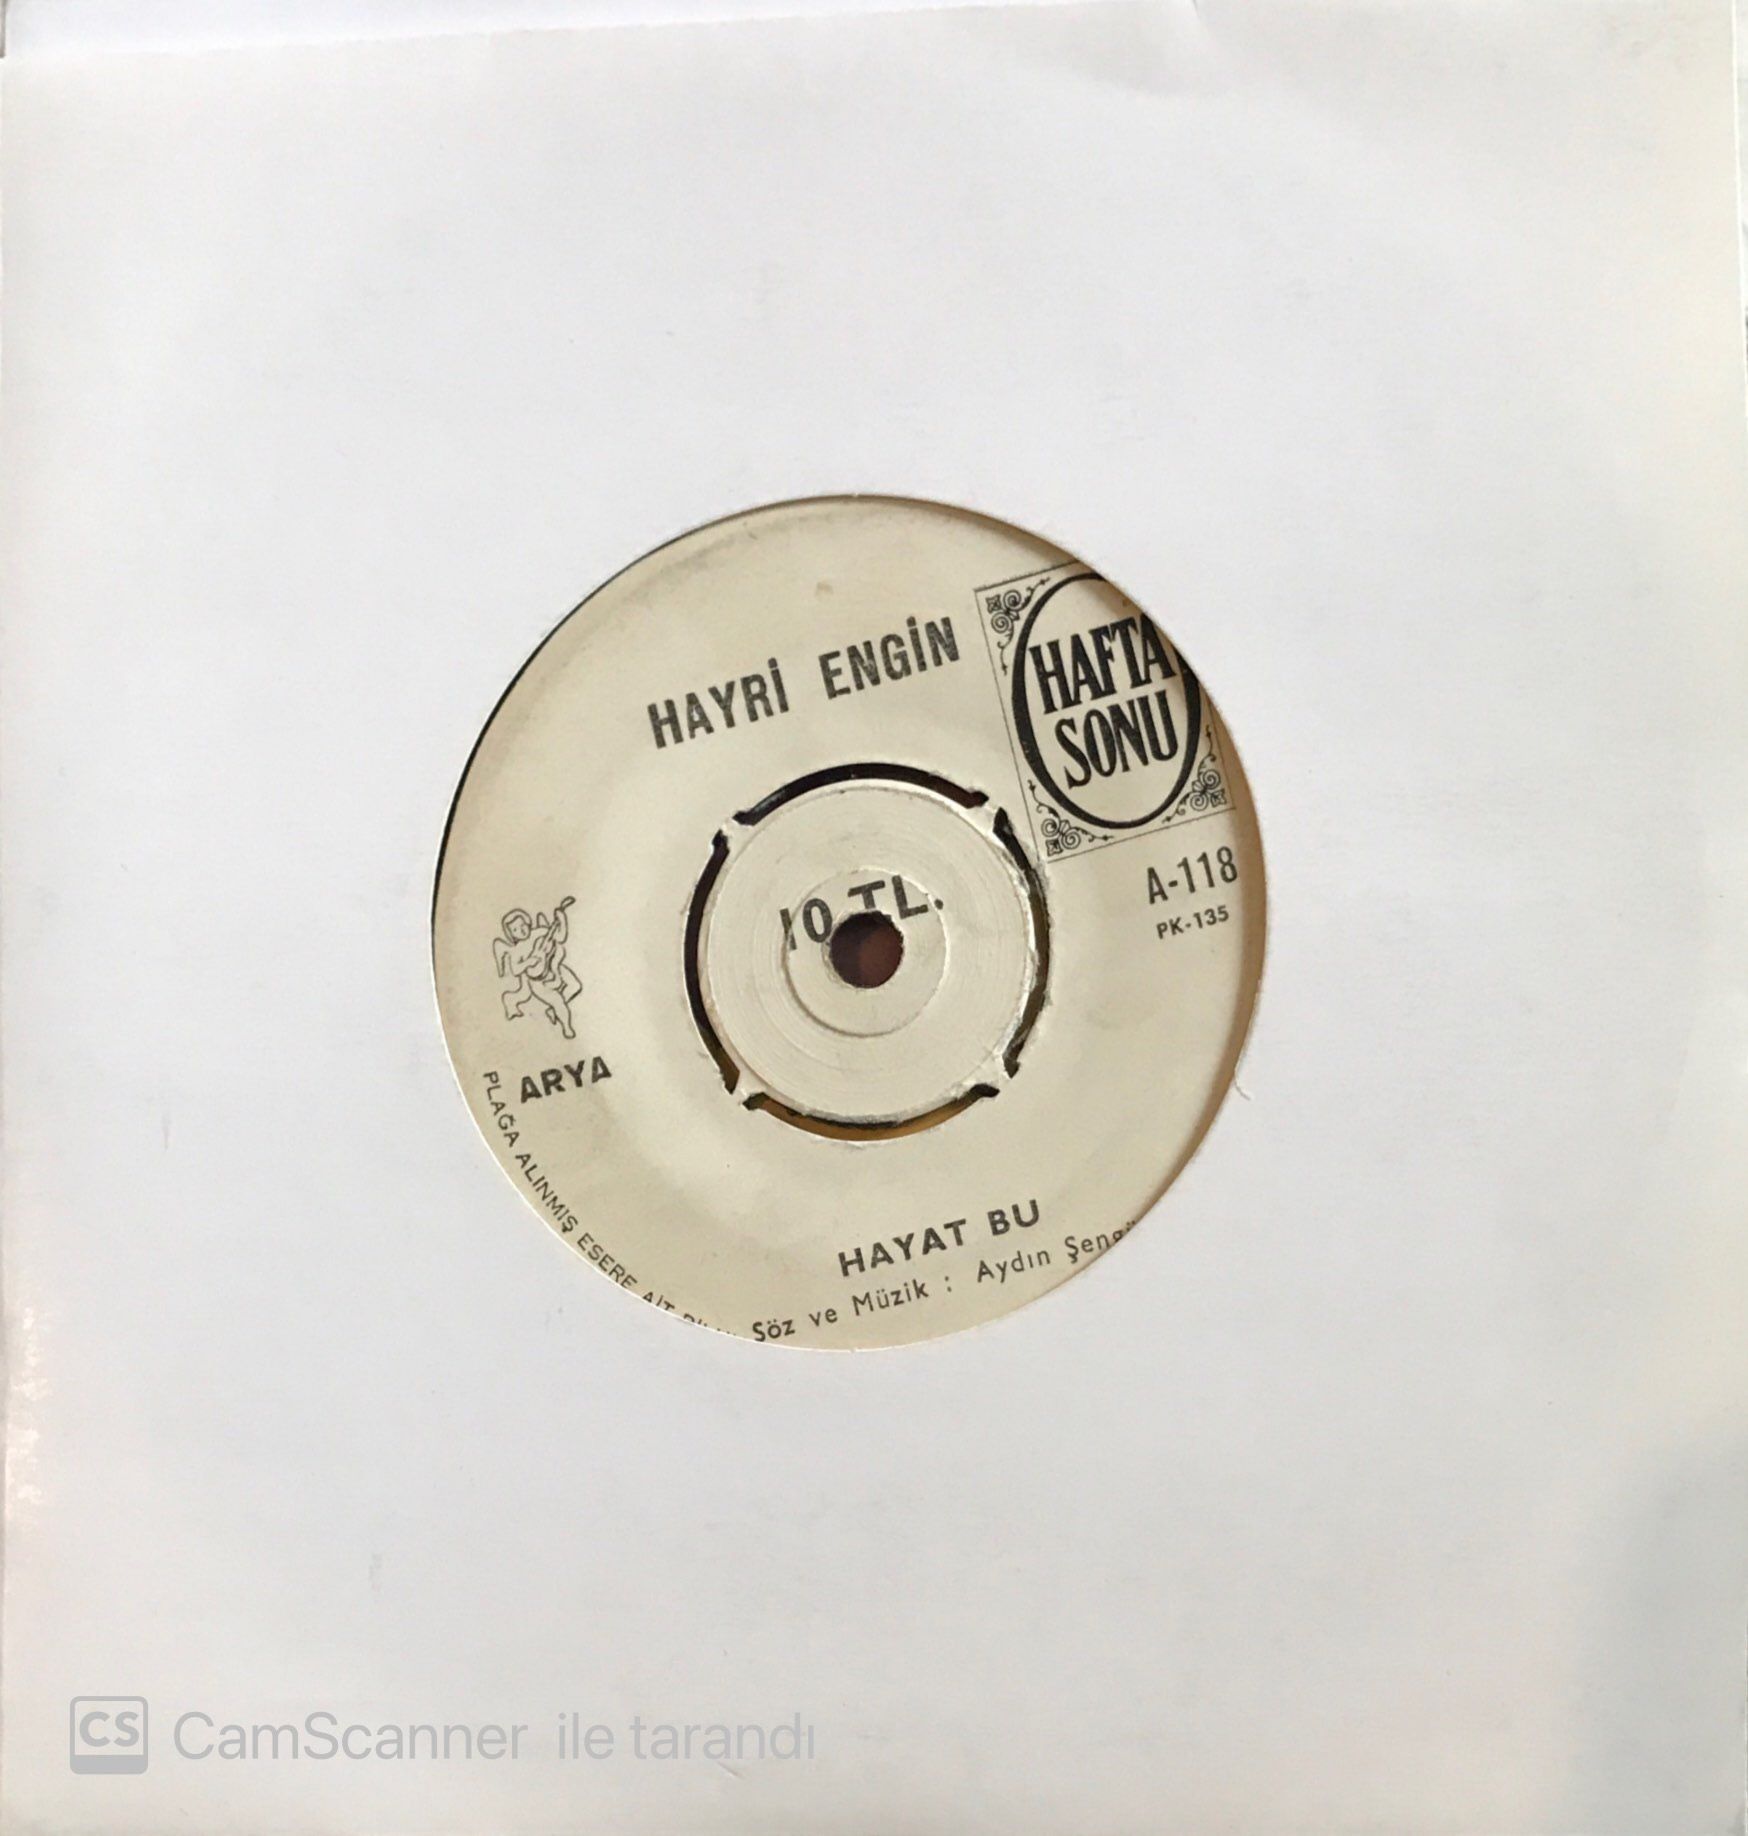 HAYRİ ENGİN
HAFTA
SONU
A-118
PK-135
10 TL.
ARYA
HAYAT BU
Söz ve Müzik : Aydın
PLAĞA ALINMIŞ ESERE AİT
CS CamScanner ile tarandı